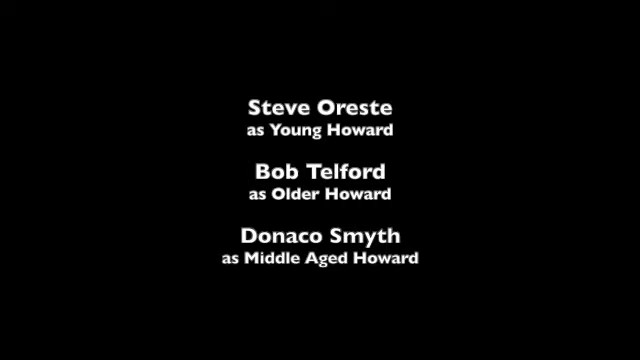 Steve Oreste
as Young Howard
Bob Telford
as Older Howard
Donaco Smyth
as Middle Aged Howard